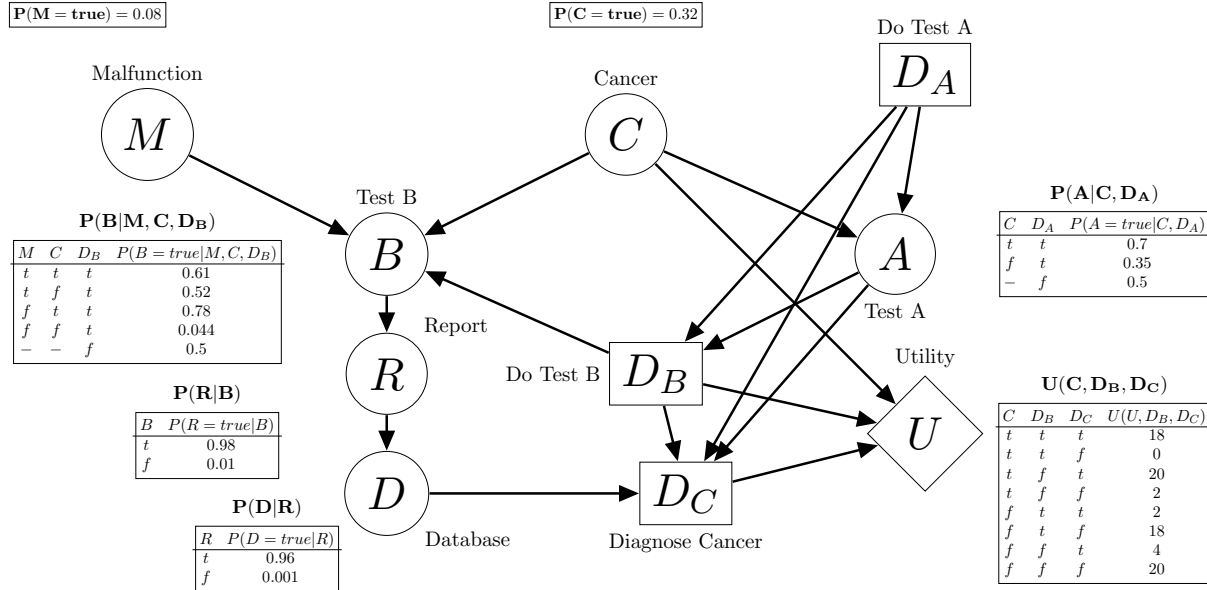 P(M = true) = 0.08
P(C = true) = 0.32
Do Test A
D_A
Malfunction
M
Cancer
C
Test B
B
P(B|M, C, D_B)
M C D_B P(B = true|M, C, D_B)
t t t 0.61
t f t 0.52
f t t 0.78
f f t 0.044
− − f 0.5
P(A|C, D_A)
C D_A P(A = true|C, D_A)
t t 0.7
f t 0.35
− f 0.5
A
Test A
Report
R
Do Test B
D_B
Utility
U
P(R|B)
B P(R = true|B)
t 0.98
f 0.01
U(C, D_B, D_C)
C D_B D_C U(U, D_B, D_C)
t t t 18
t t f 0
t f t 20
t f f 2
f t t 2
f t f 18
f f t 4
f f f 20
D
Database
D_C
Diagnose Cancer
P(D|R)
R P(D = true|R)
t 0.96
f 0.001